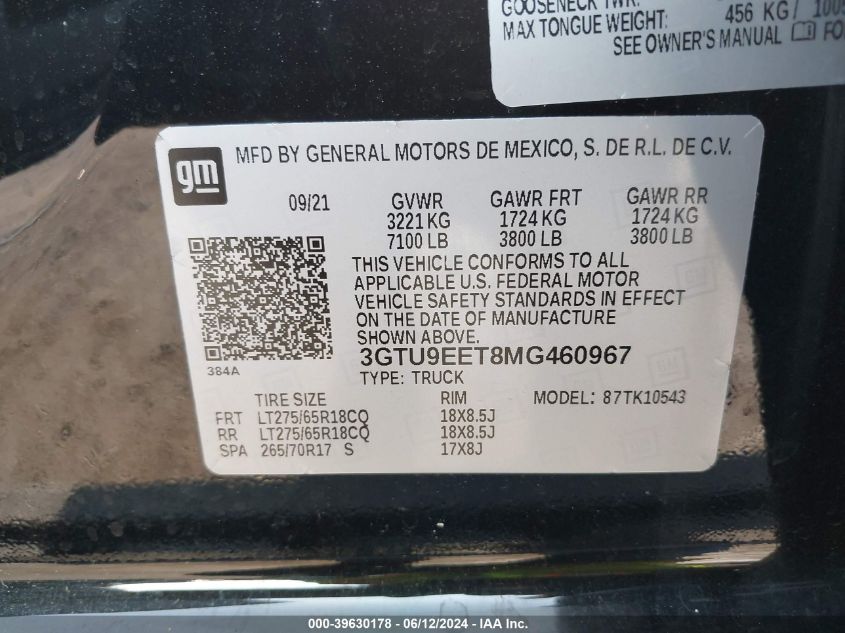 GOOSENECK TWR:
MAX TONGUE WEIGHT: 456 KG/ 1005
SEE OWNER'S MANUAL FO
gm
MFD BY GENERAL MOTORS DE MEXICO, S. DE R.L. DE C.V.
09/21 GVWR GAWR FRT GAWR RR
3221 KG 1724 KG 1724 KG
7100 LB 3800 LB 3800 LB
THIS VEHICLE CONFORMS TO ALL
APPLICABLE U.S. FEDERAL MOTOR
VEHICLE SAFETY STANDARDS IN EFFECT
ON THE DATE OF MANUFACTURE
SHOWN ABOVE.
384A
3GTU9EET8MG460967
TYPE: TRUCK
TIRE SIZE RIM MODEL: 87TK10543
FRT LT275/65R18CQ 18X8.5J
RR LT275/65R18CQ 18X8.5J
SPA 265/70R17 S 17X8J
000-39630178 - 06/12/2024 - IAA Inc.